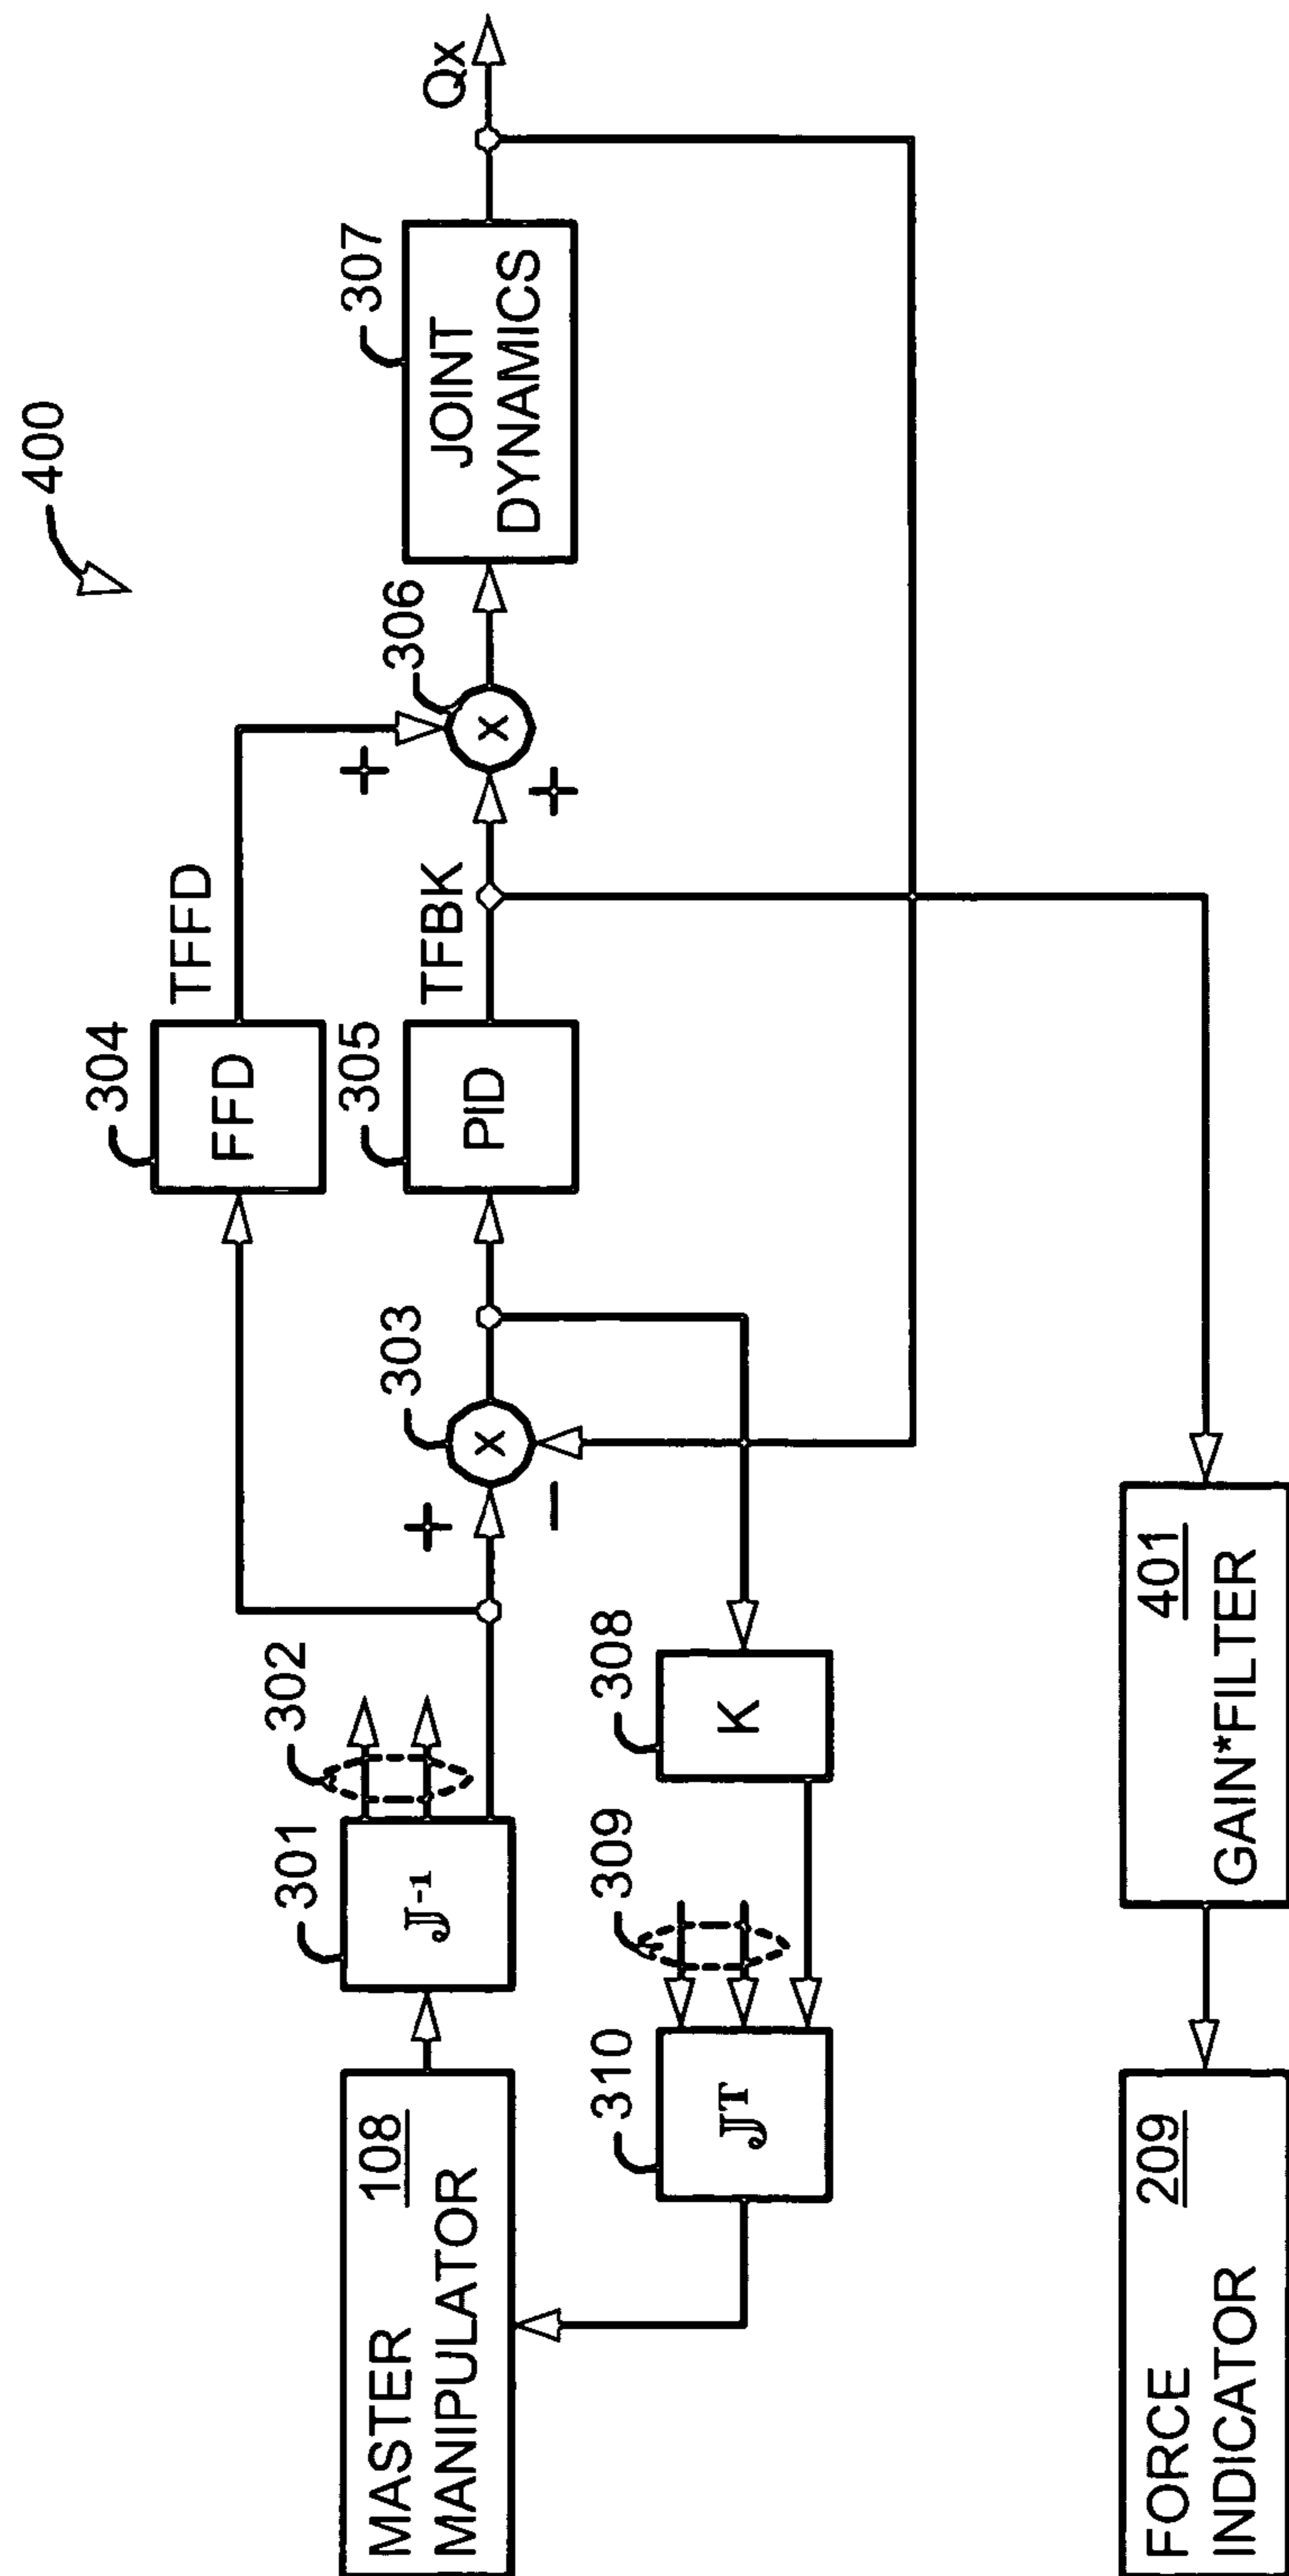 400
TFFD
304
FFD
306
+
+
307
JOINT
DYNAMICS
Qx
TFBK
305
PID
303
x
x
+
−
302
301
J-1
108
MASTER
MANIPULATOR
308
K
309
310
JT
401
GAIN*FILTER
209
FORCE
INDICATOR